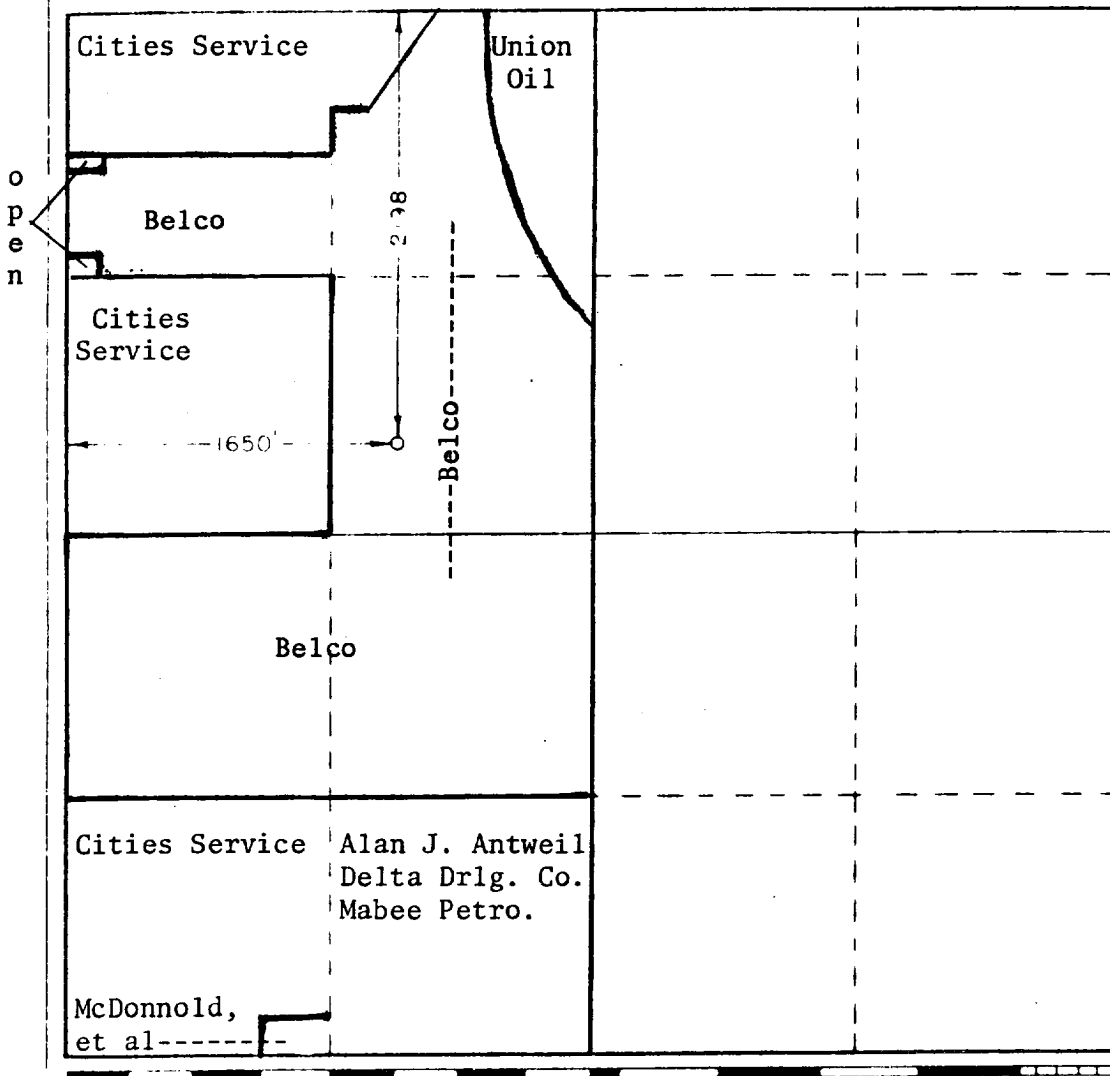 Cities Service
Union
Oil
open
Belco
Cities
Service
1650'
Belco
Belco
Cities Service
Alan J. Antweil
Delta Drlg. Co.
Mabee Petro.
McDonnold,
et al